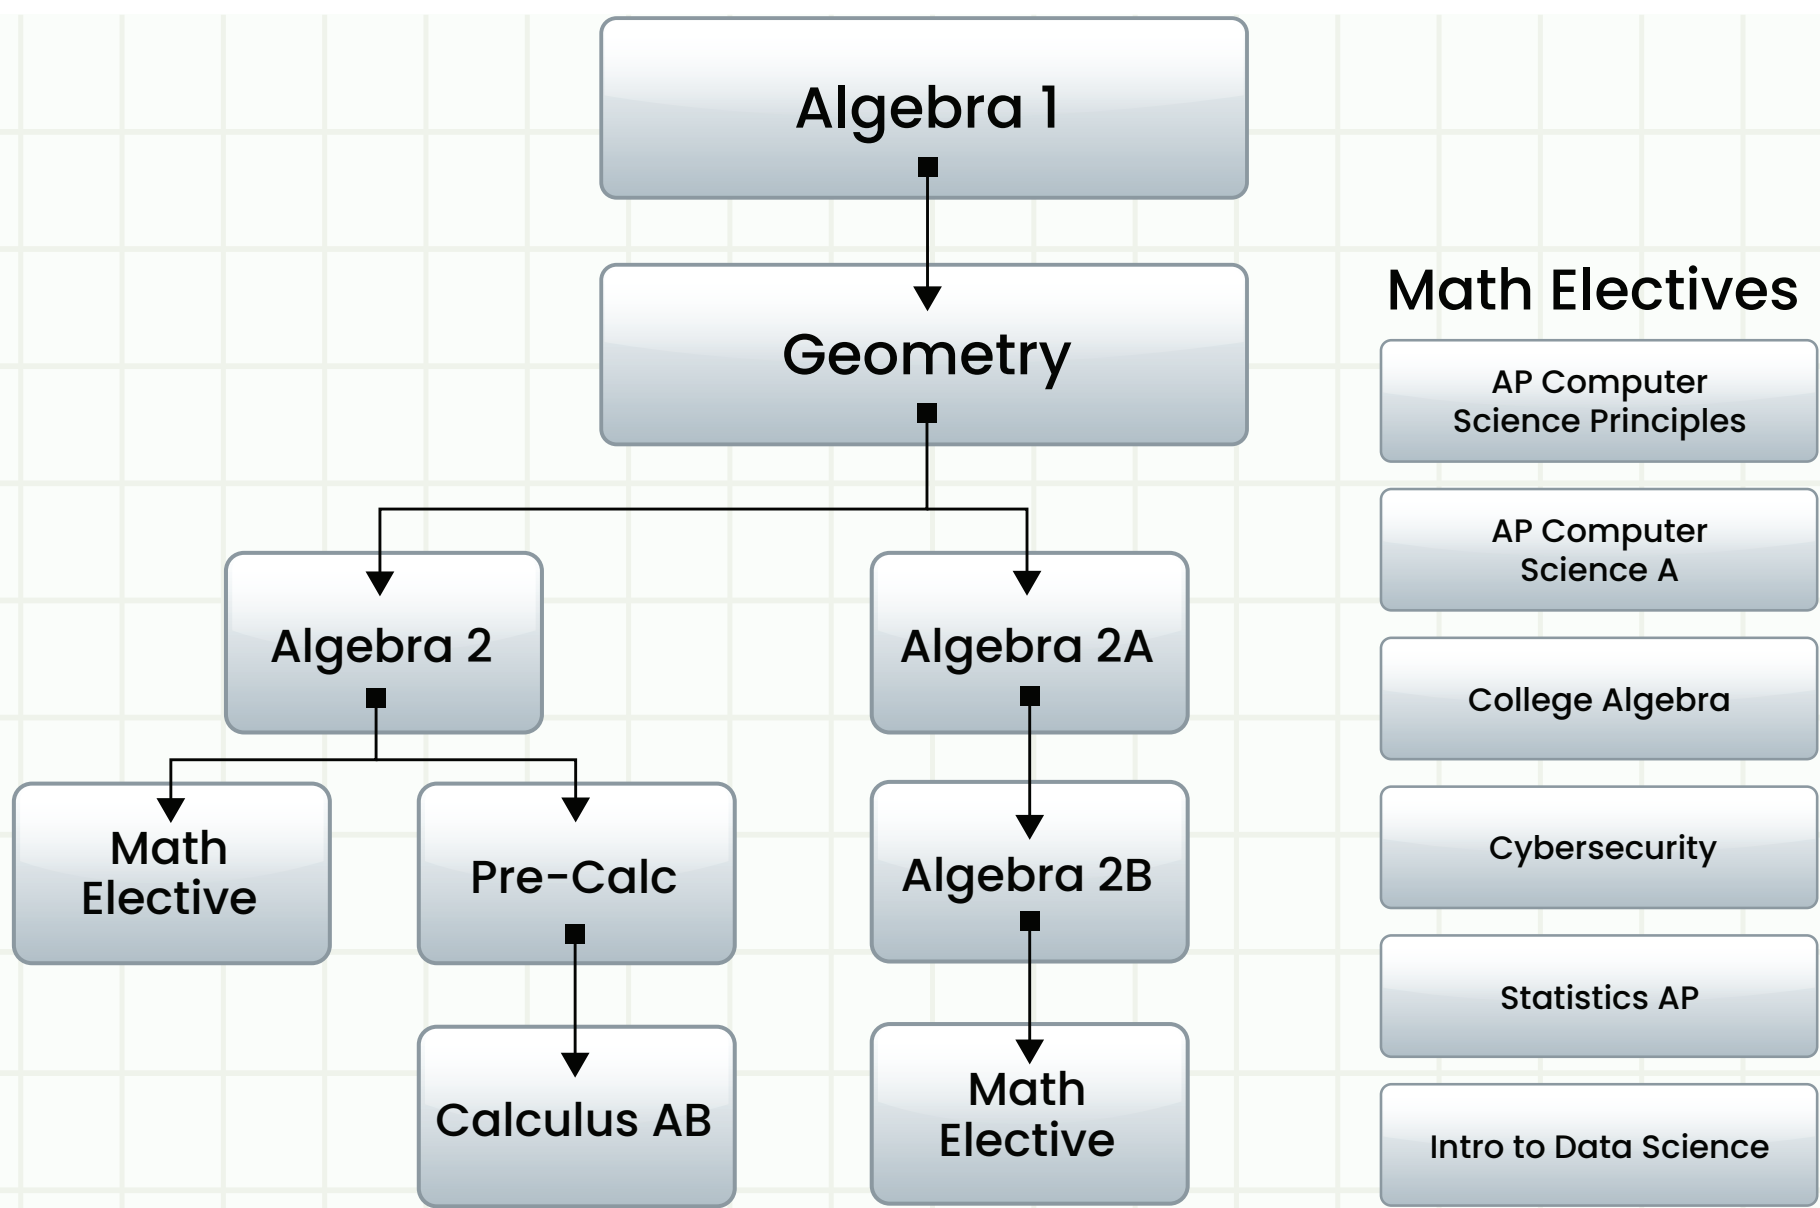 Algebra 1
Geometry
Algebra 2
Algebra 2A
Math
Elective
Pre-Calc
Algebra 2B
Calculus AB
Math
Elective
Math Electives
AP Computer
Science Principles
AP Computer
Science A
College Algebra
Cybersecurity
Statistics AP
Intro to Data Science